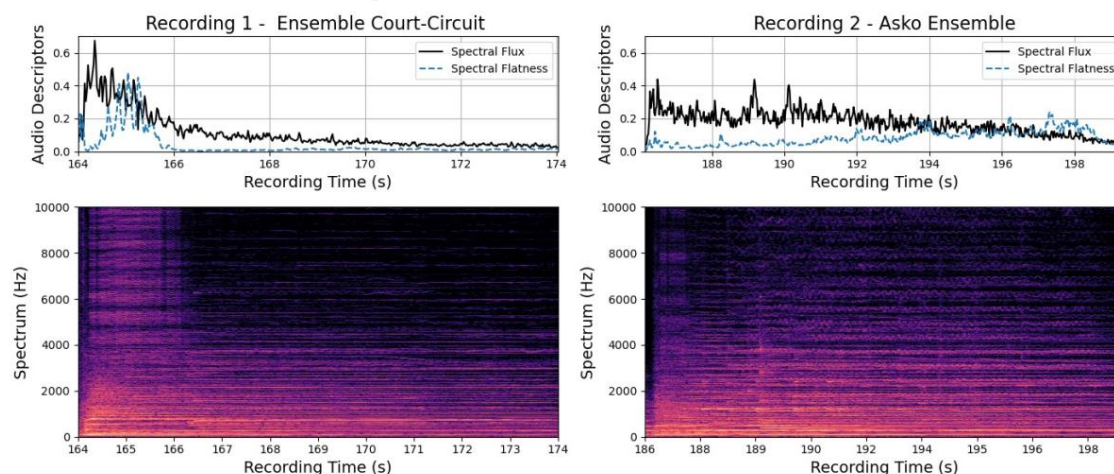 Recording 1 - Ensemble Court-Circuit
Audio Descriptors
0.6
0.4
0.2
0.0
Spectral Flux
Spectral Flatness
164 166 168 170 172 174
Recording Time (s)
Recording 2 - Asko Ensemble
Audio Descriptors
0.6
0.4
0.2
0.0
Spectral Flux
Spectral Flatness
188 190 192 194 196 198
Recording Time (s)
Spectrum (Hz)
10000
8000
6000
4000
2000
0
164 165 166 167 168 169 170 171 172 173 174
Recording Time (s)
Spectrum (Hz)
10000
8000
6000
4000
2000
0
186 188 189 190 191 192 193 194 195 196 198
Recording Time (s)